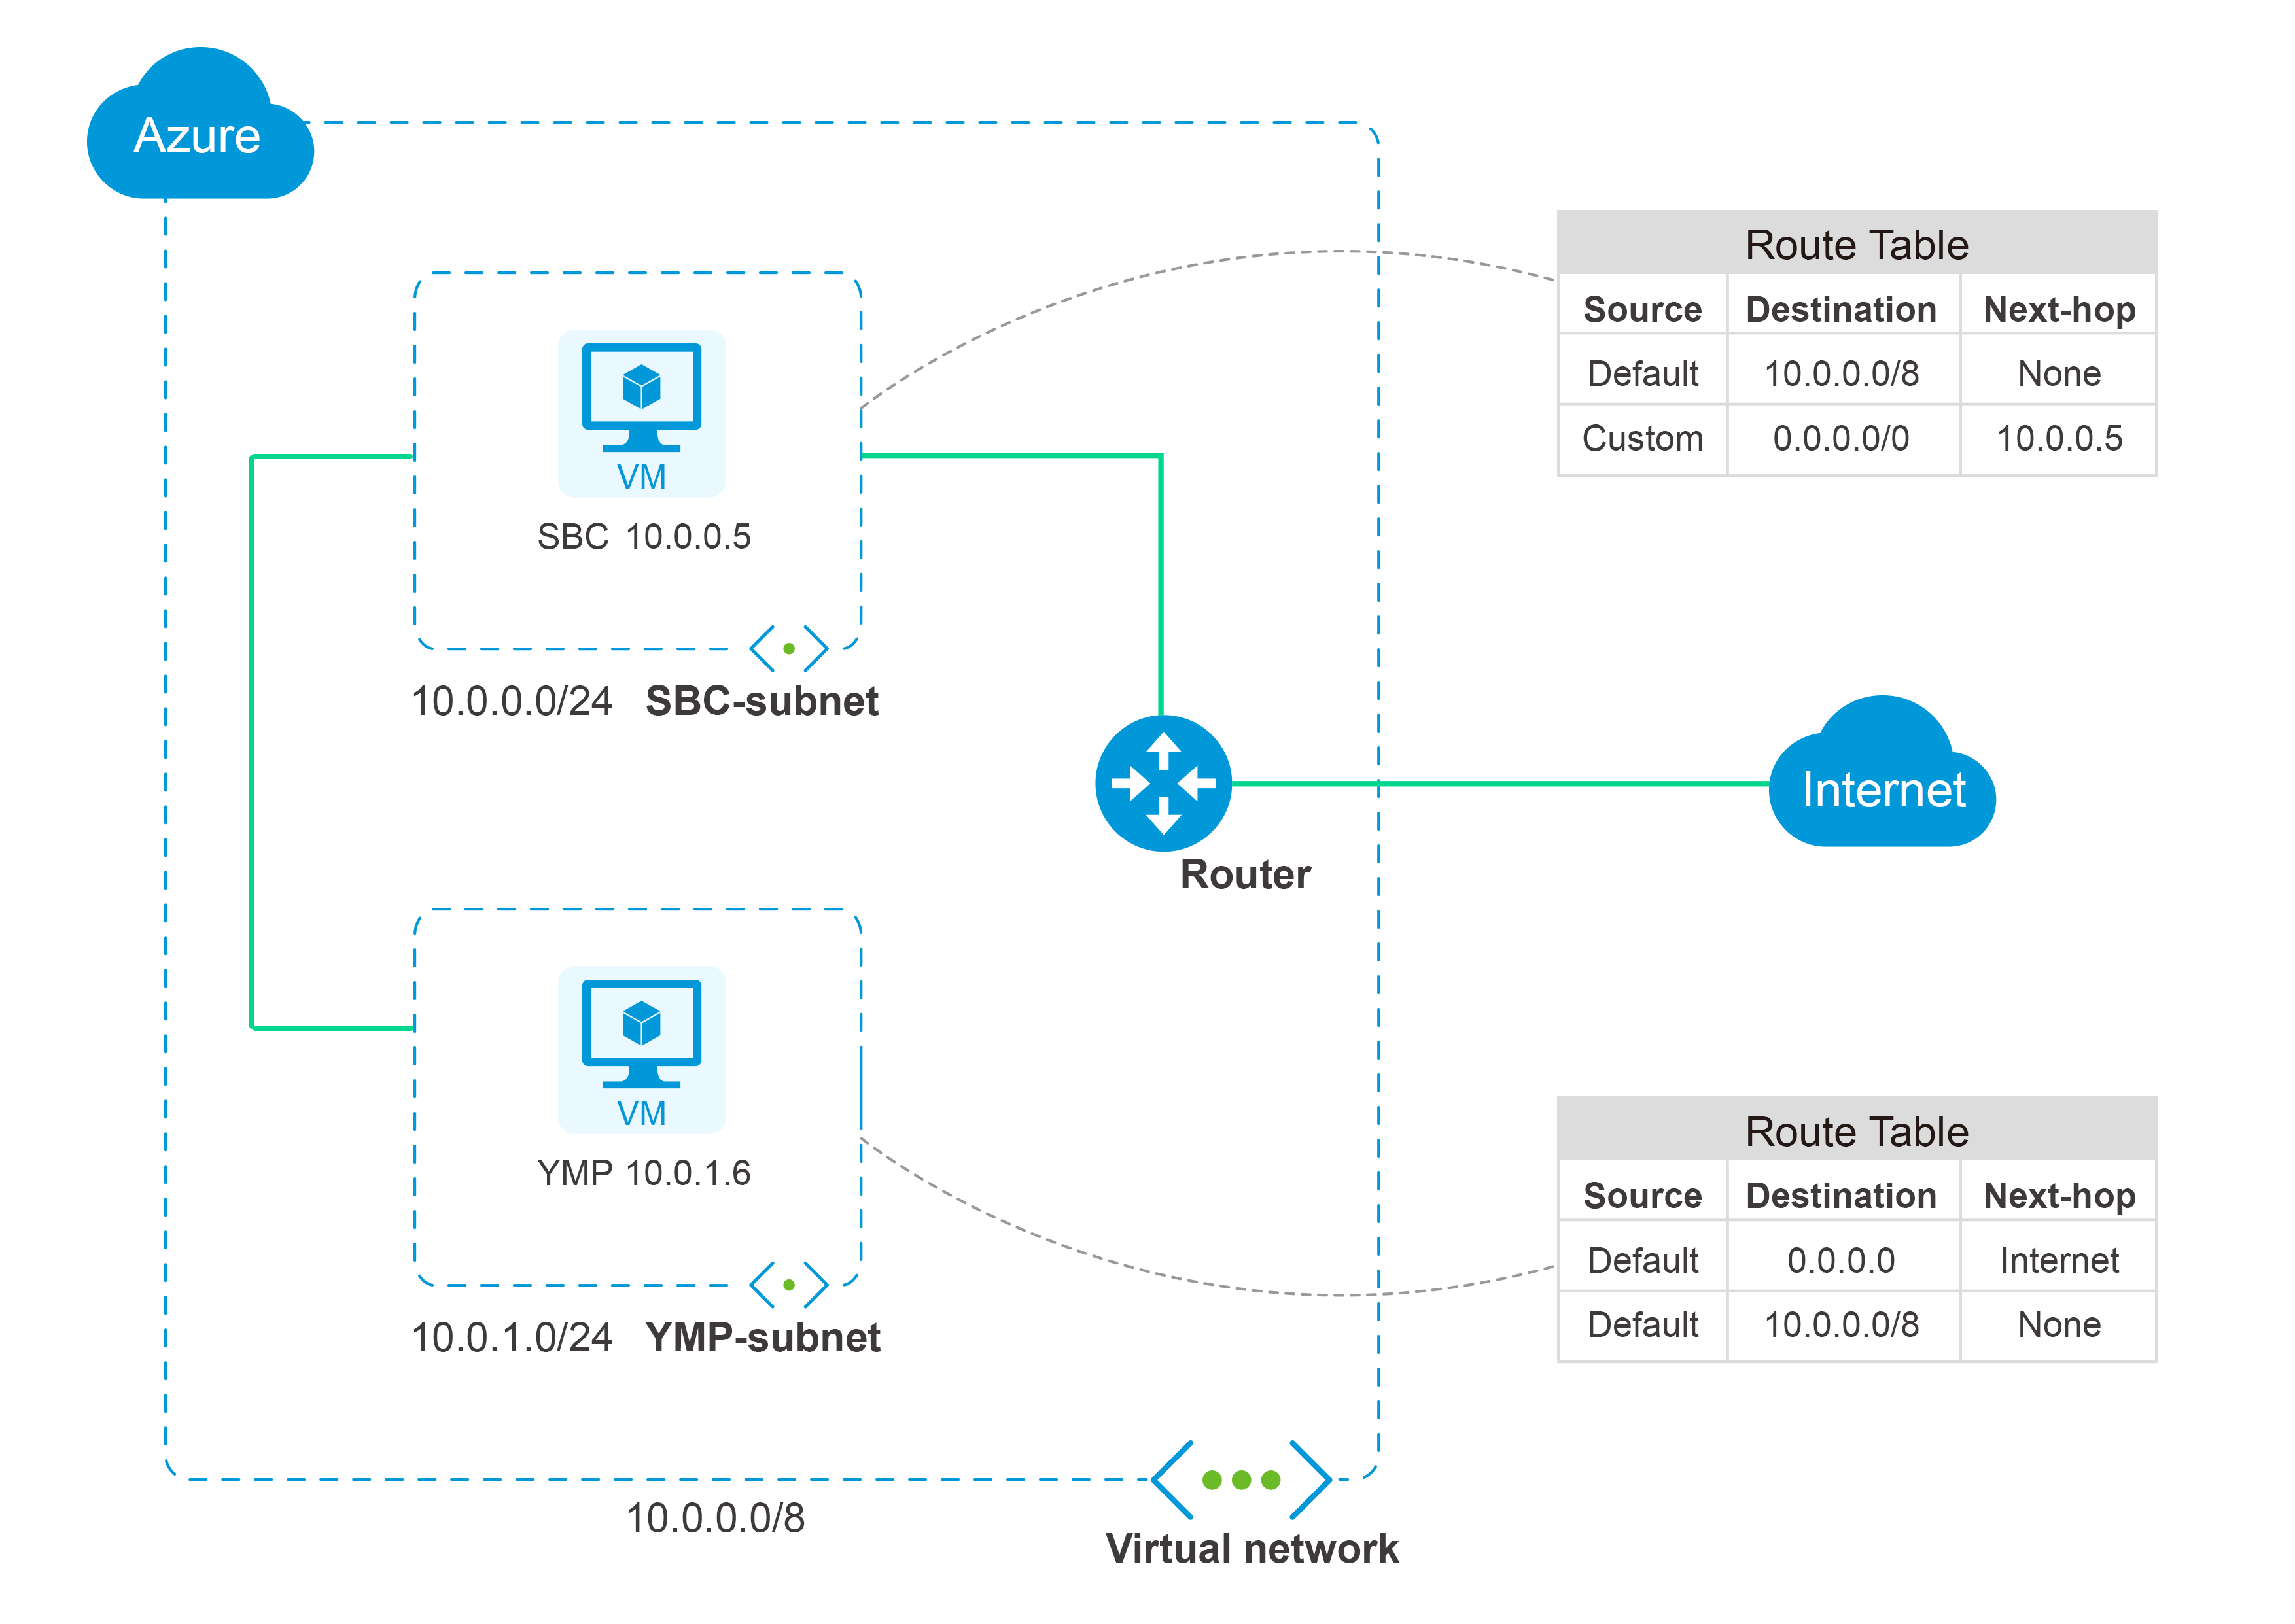 Azure
Route Table
Source Destination Next-hop
Default 10.0.0.0/8 None
Custom 0.0.0.0/0 10.0.0.5
VM
SBC 10.0.0.5
10.0.0.0/24 SBC-subnet
Internet
Router
VM
YMP 10.0.1.6
10.0.1.0/24 YMP-subnet
Route Table
Source Destination Next-hop
Default 0.0.0.0 Internet
Default 10.0.0.0/8 None
10.0.0.0/8
Virtual network